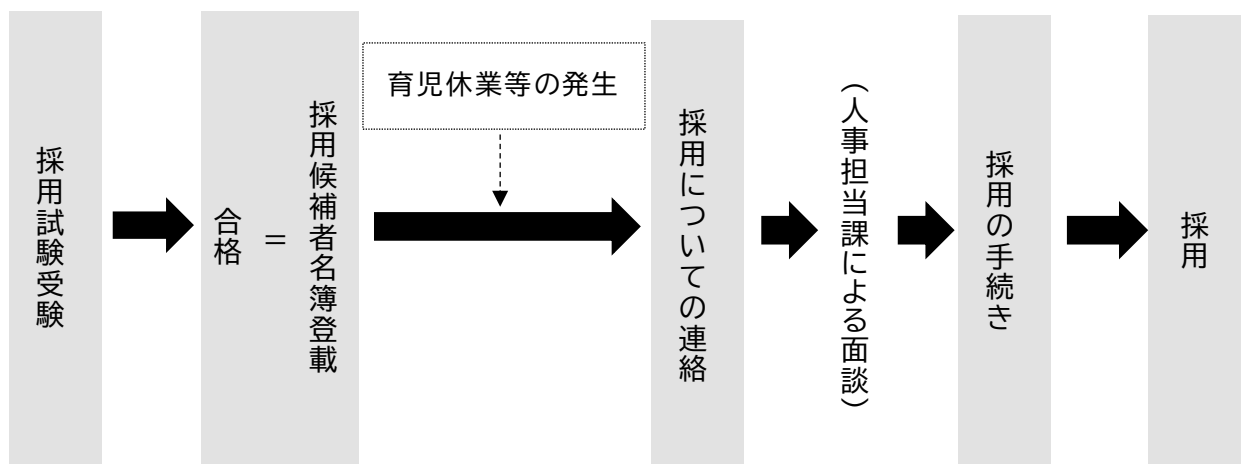 採用試験受験
合格
＝
採用候補者名簿登載
育児休業等の発生
採用についての連絡
（人事担当課による面談）
採用の手続き
採用